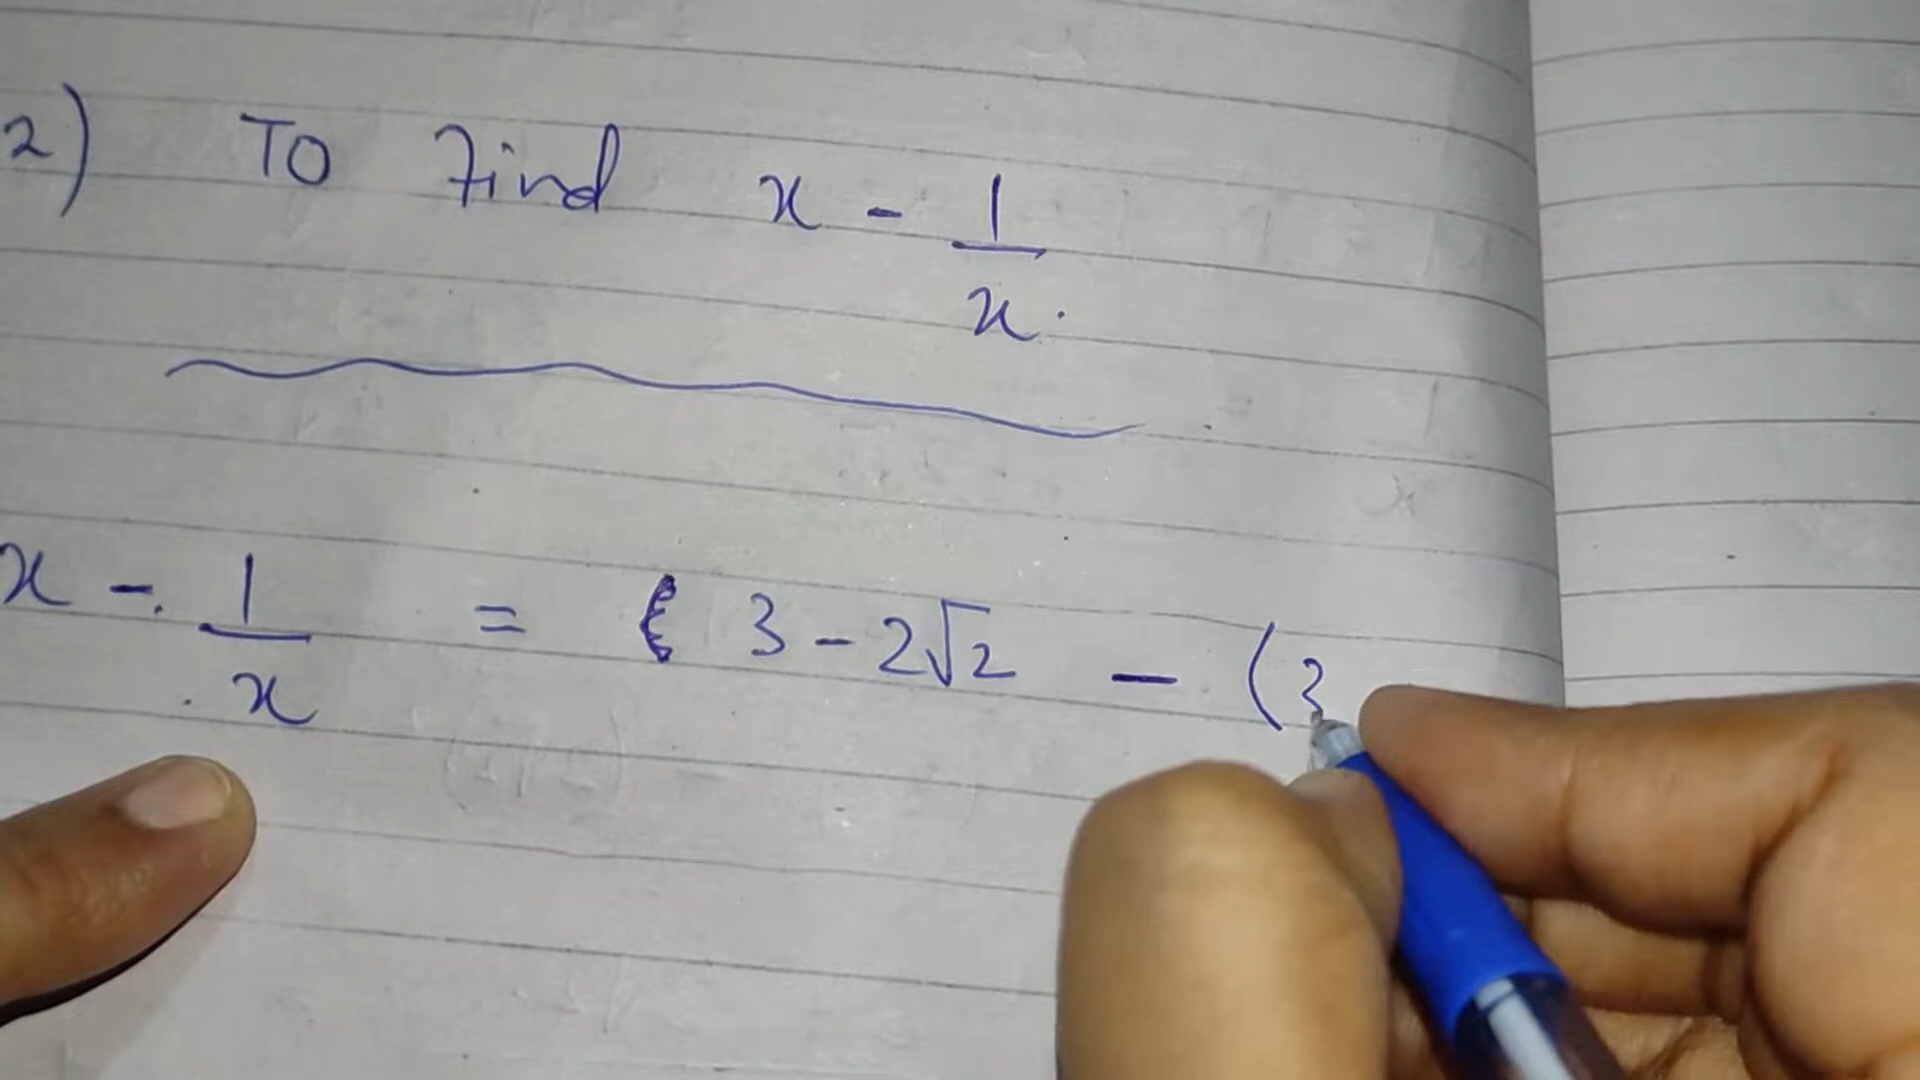 2) To find x - 1/x.
x - 1/x = 3 - 2√2 - (3